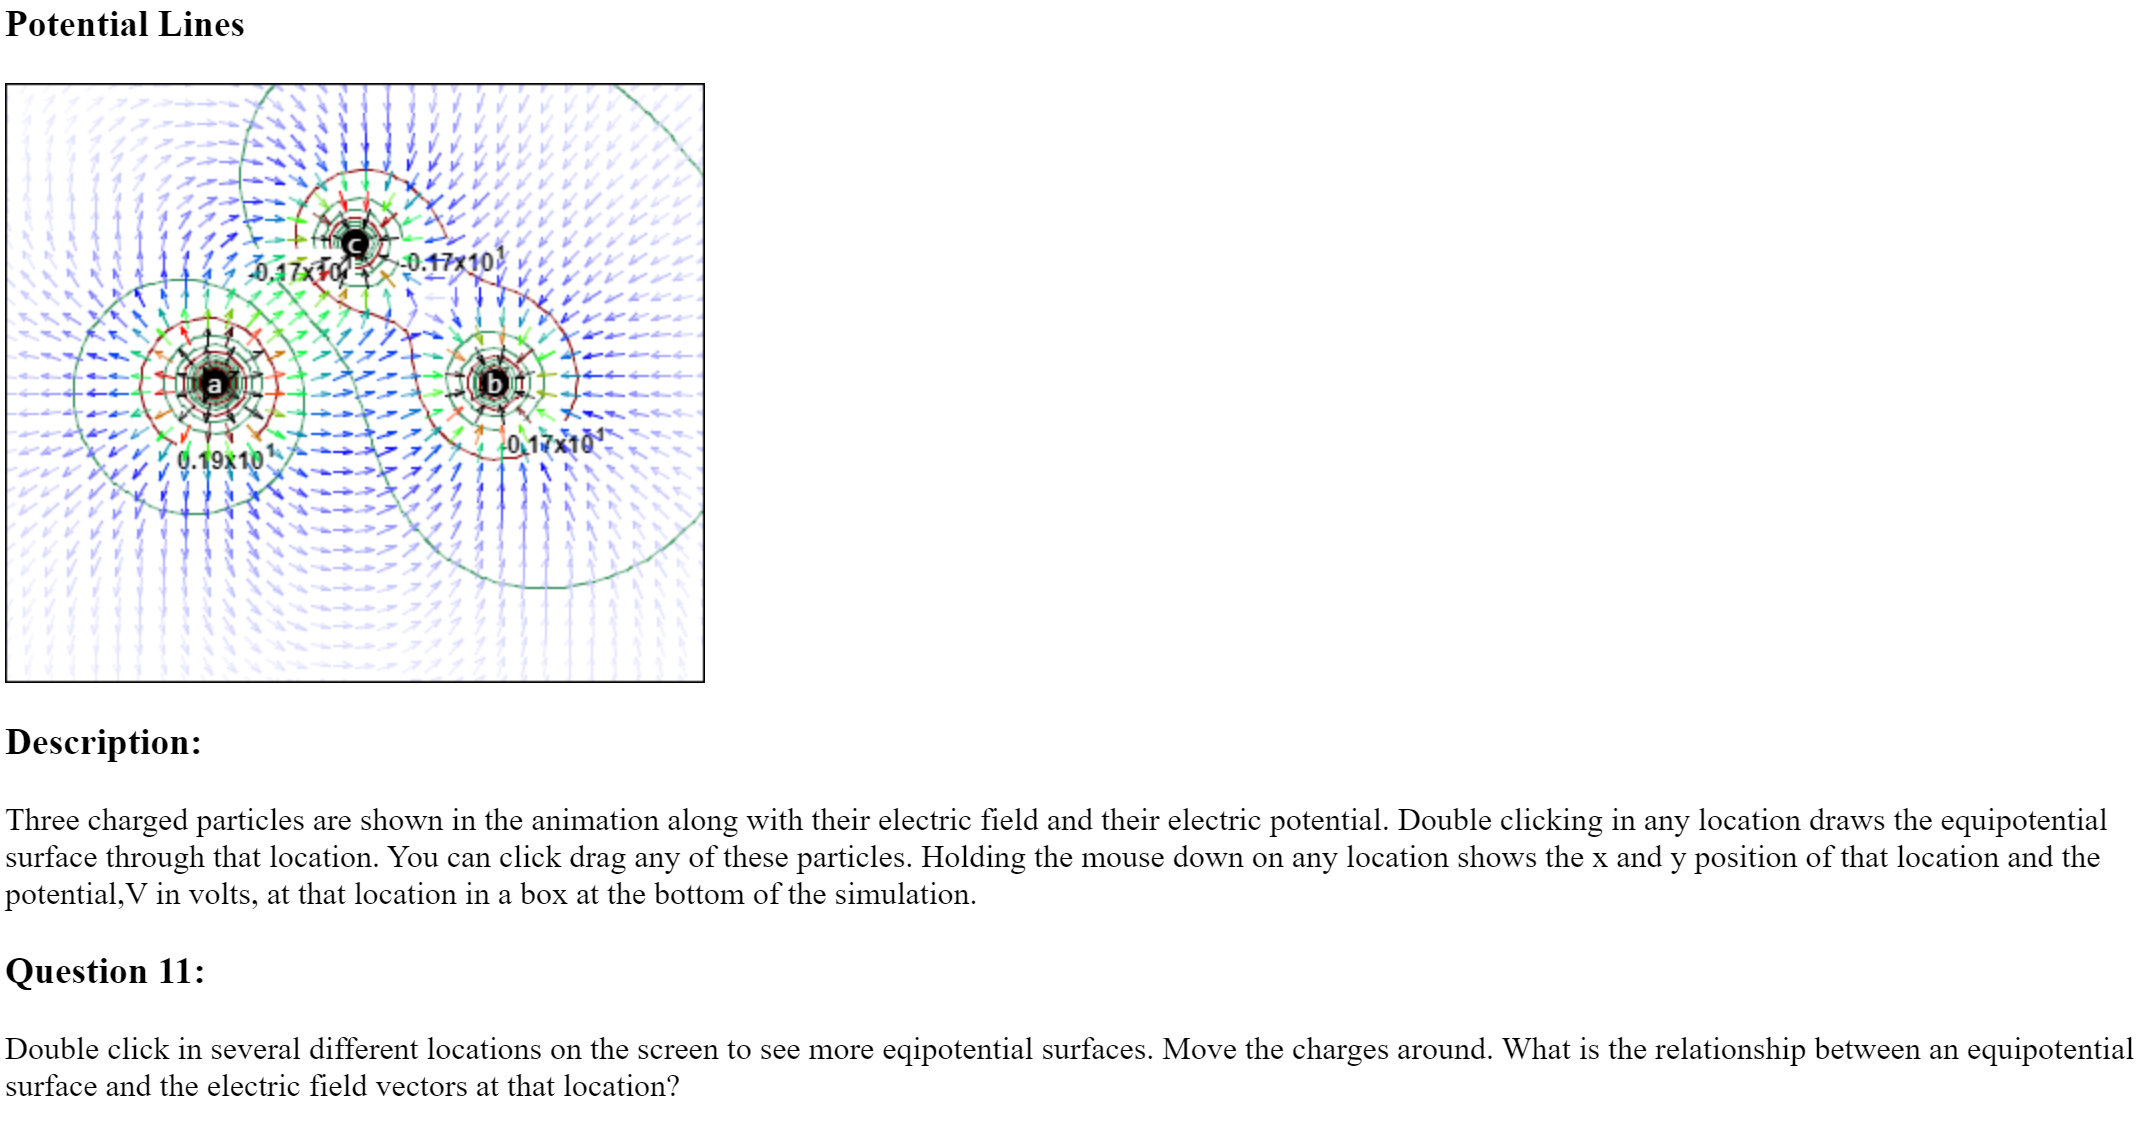 Potential Lines
c
-0.17x10¹
-0.17x10¹
a
b
-0.17x10¹
0.19x10¹
Description:
Three charged particles are shown in the animation along with their electric field and their electric potential. Double clicking in any location draws the equipotential
surface through that location. You can click drag any of these particles. Holding the mouse down on any location shows the x and y position of that location and the
potential,V in volts, at that location in a box at the bottom of the simulation.
Question 11:
Double click in several different locations on the screen to see more eqipotential surfaces. Move the charges around. What is the relationship between an equipotential
surface and the electric field vectors at that location?